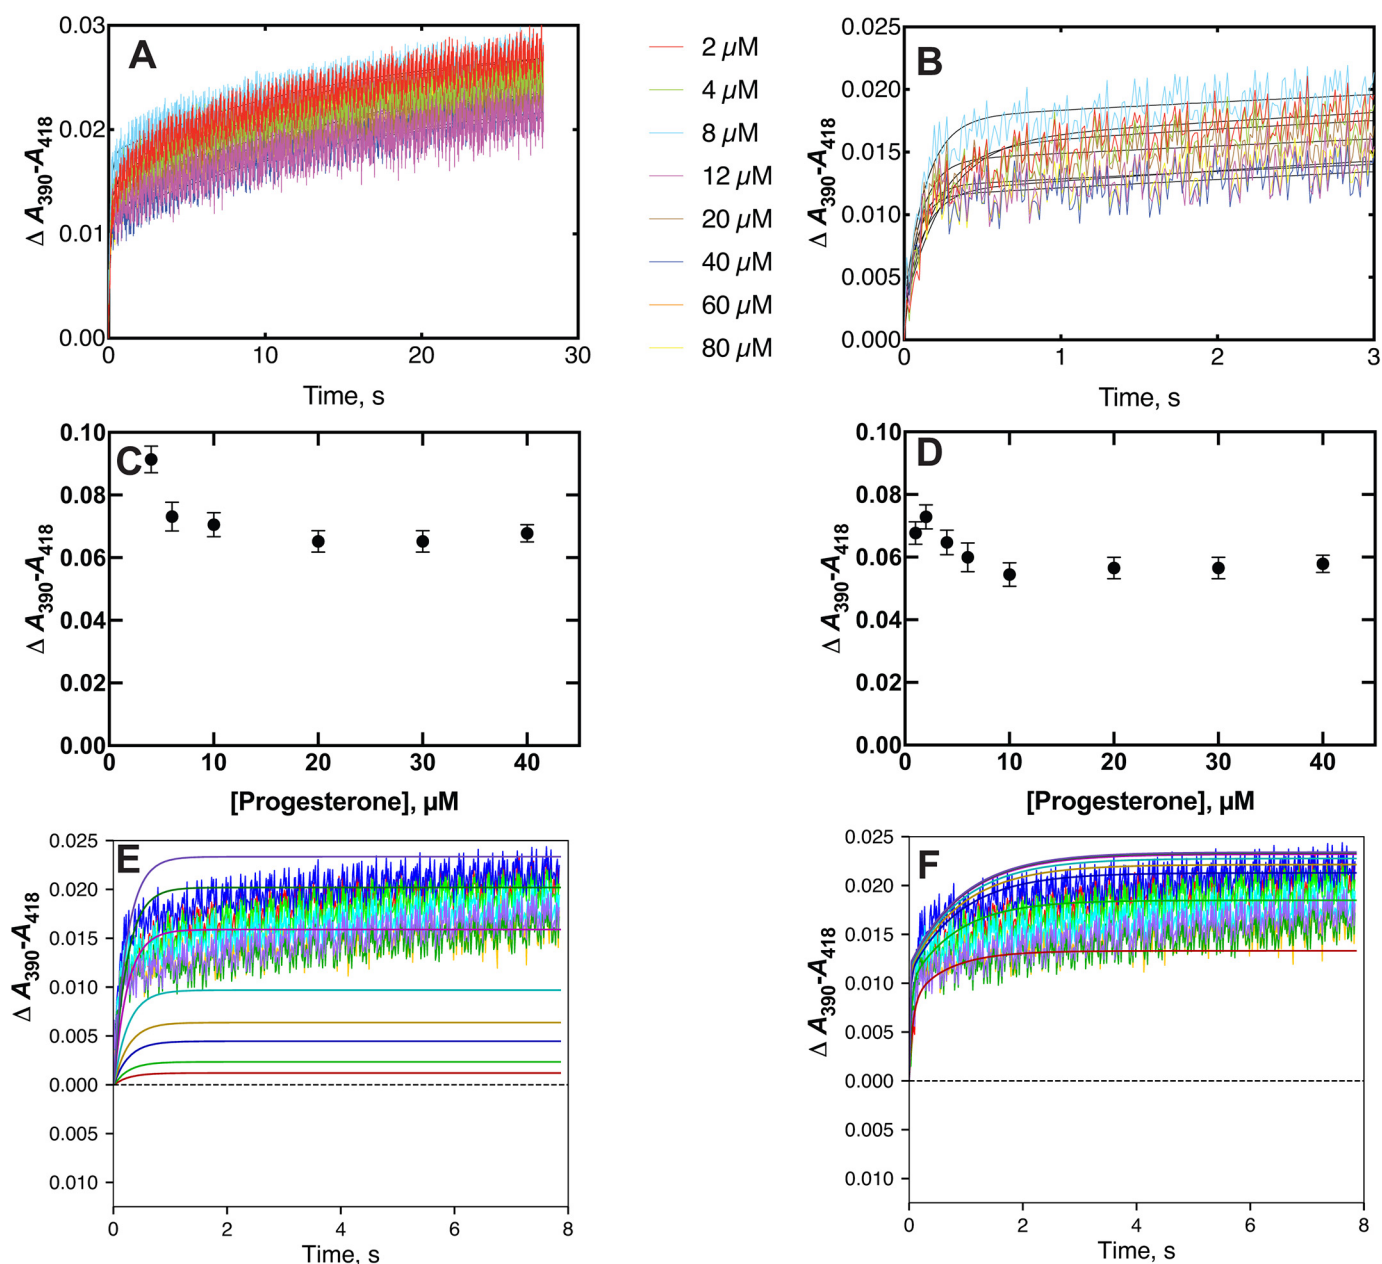 A
Δ A390-A418
0.03
0.02
0.01
0.00
0
10
20
30
Time, s
2 µM
4 µM
8 µM
12 µM
20 µM
40 µM
60 µM
80 µM
B
Δ A390-A418
0.025
0.020
0.015
0.010
0.005
0.000
0
1
2
3
Time, s
C
Δ A390-A418
0.10
0.08
0.06
0.04
0.02
0.00
0
10
20
30
40
[Progesterone], µM
D
Δ A390-A418
0.10
0.08
0.06
0.04
0.02
0.00
0
10
20
30
40
[Progesterone], µM
E
Δ A390-A418
0.025
0.020
0.015
0.010
0.005
0.000
0.005
0.010
0
2
4
6
8
Time, s
F
Δ A390-A418
0.025
0.020
0.015
0.010
0.005
0.000
0.005
0.010
0
2
4
6
8
Time, s